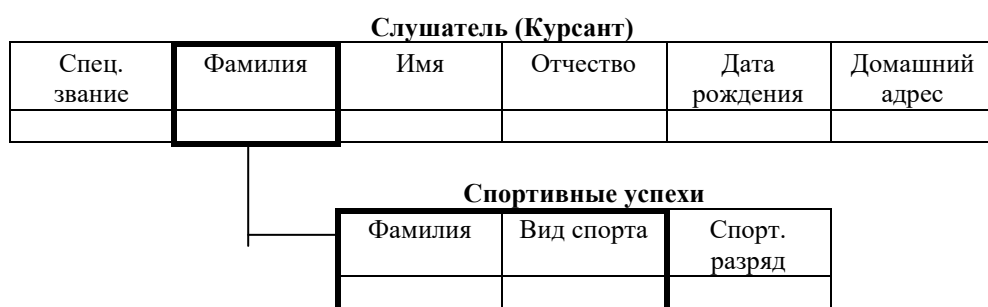 Слушатель (Курсант)
Спец. звание Фамилия Имя Отчество Дата рождения Домашний адрес
Спортивные успехи
Фамилия Вид спорта Спорт. разряд